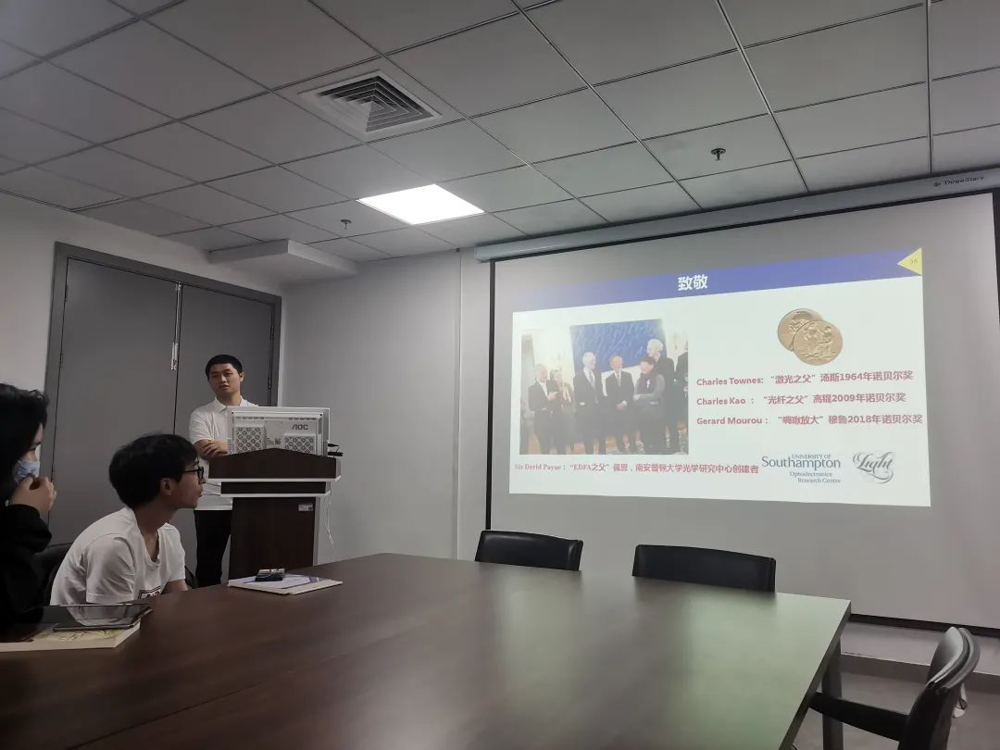 ThreeStars
56
致敬
Charles Townes: “激光之父”汤斯1964年诺贝尔奖
Charles Kao ： “光纤之父”高锟2009年诺贝尔奖
Gerard Mourou： “啁啾放大”穆鲁2018年诺贝尔奖
Sir David Payne：“EDFA之父”佩恩，南安普顿大学光学研究中心创建者
UNIVERSITY OF
Southampton
Optoelectronics
Research Centre
Light
AOC